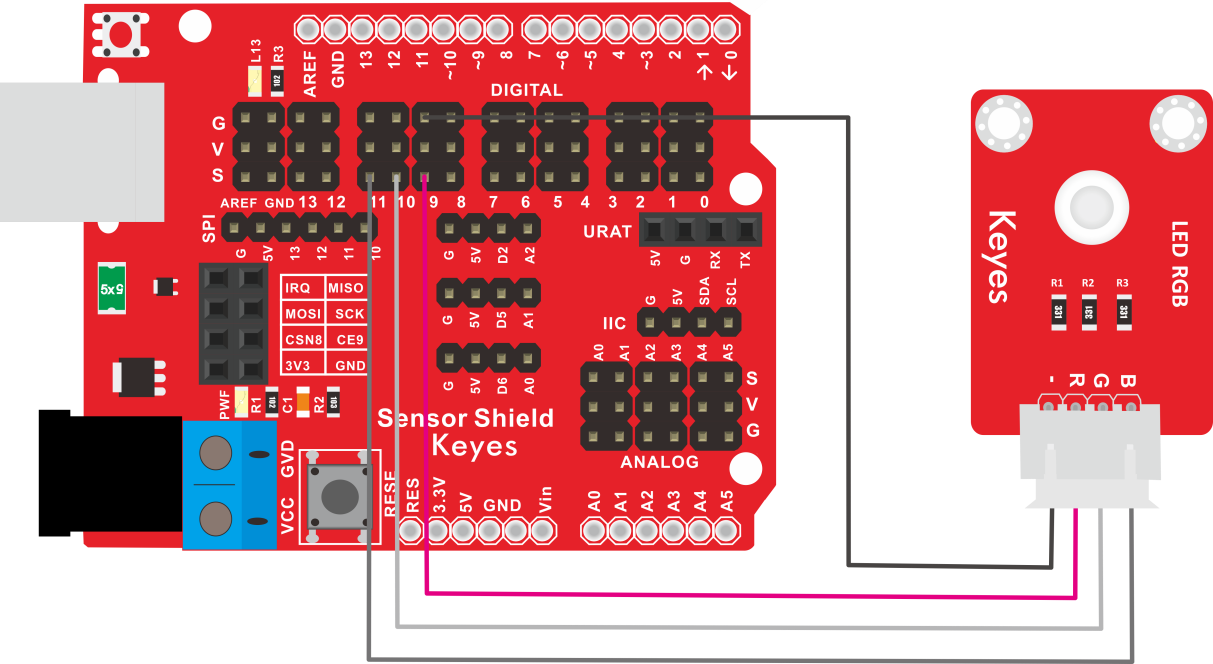 L13
R3
102
AREF
GND
13
12
11
~10
~9
8
7
~6
~5
4
~3
2
→1
←0
DIGITAL
G
V
S
AREF GND 13 12 11 10 9 8 7 6 5 4 3 2 1 0
SPI
G
5V
13
12
11
10
G
5V
D2
A2
URAT
5V
G
RX
TX
5x9
IRQ MISO
MOSI SCK
CSN8 CE9
3V3 GND
G
5V
D5
A1
IIC
G
5V
SDA
SCL
G
5V
D6
A0
A0
A1
A2
A3
A4
A5
S
V
G
ANALOG
PWF
R1
102
C1
R2
103
Sensor Shield
Keyes
GVD
VCC
RESE
RES
3.3V
5V
GND
Vin
A0
A1
A2
A3
A4
A5
Keyes
LED RGB
R1 R2 R3
331 331 331
- R G B